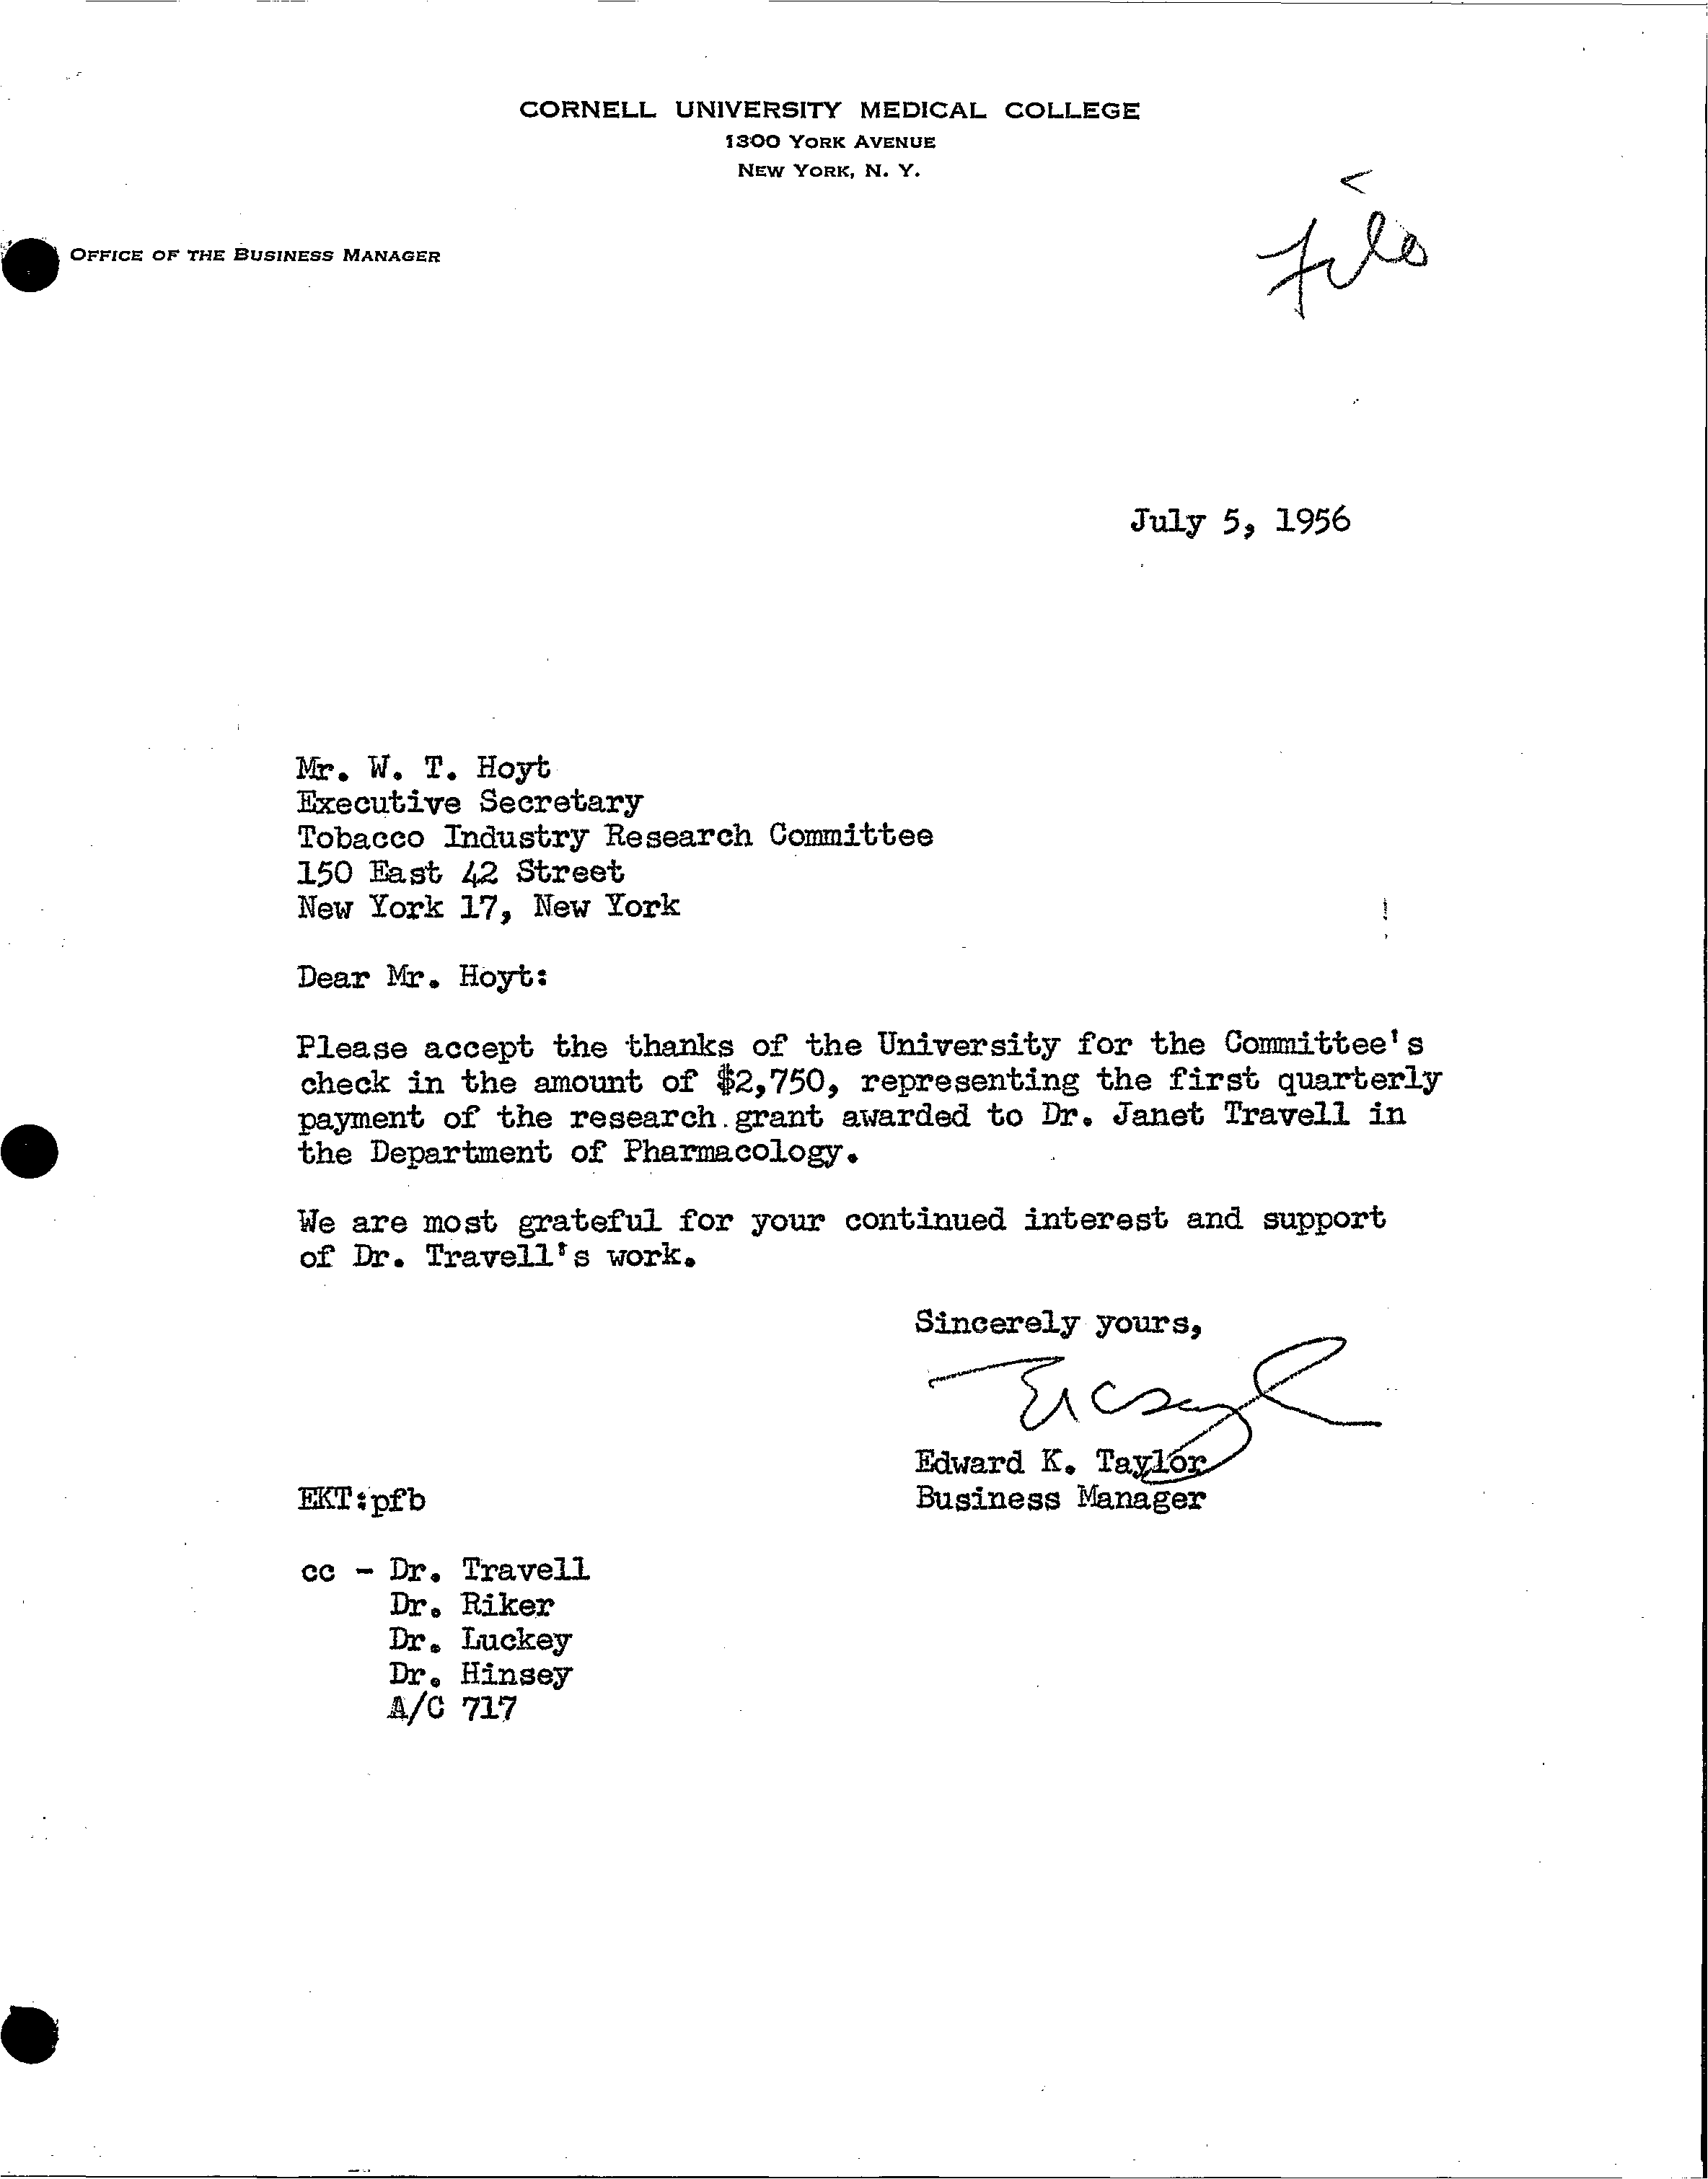 CORNELL UNIVERSITY MEDICAL COLLEGE
1300 YORK AVENUE
NEW YORK, N. Y.
OFFICE OF THE BUSINESS MANAGER
File
July 5, 1956
Mr. W. T. Hoyt
Executive Secretary
Tobacco Industry Research Committee
150 East 42 Street
New York 17, New York
Dear Mr. Hoyt:
Please accept the thanks of the University for the Committee's
check in the amount of $2,750, representing the first quarterly
payment of the research grant awarded to Dr. Janet Travell in
the Department of Pharmacology.
We are most grateful for your continued interest and support
of Dr. Travell's work.
Sincerely yours,
Edward K. Taylor
Business Manager
EKT:pfb
cc - Dr. Travell
Dr. Riker
Dr. Luckey
Dr. Hinsey
A/C 717